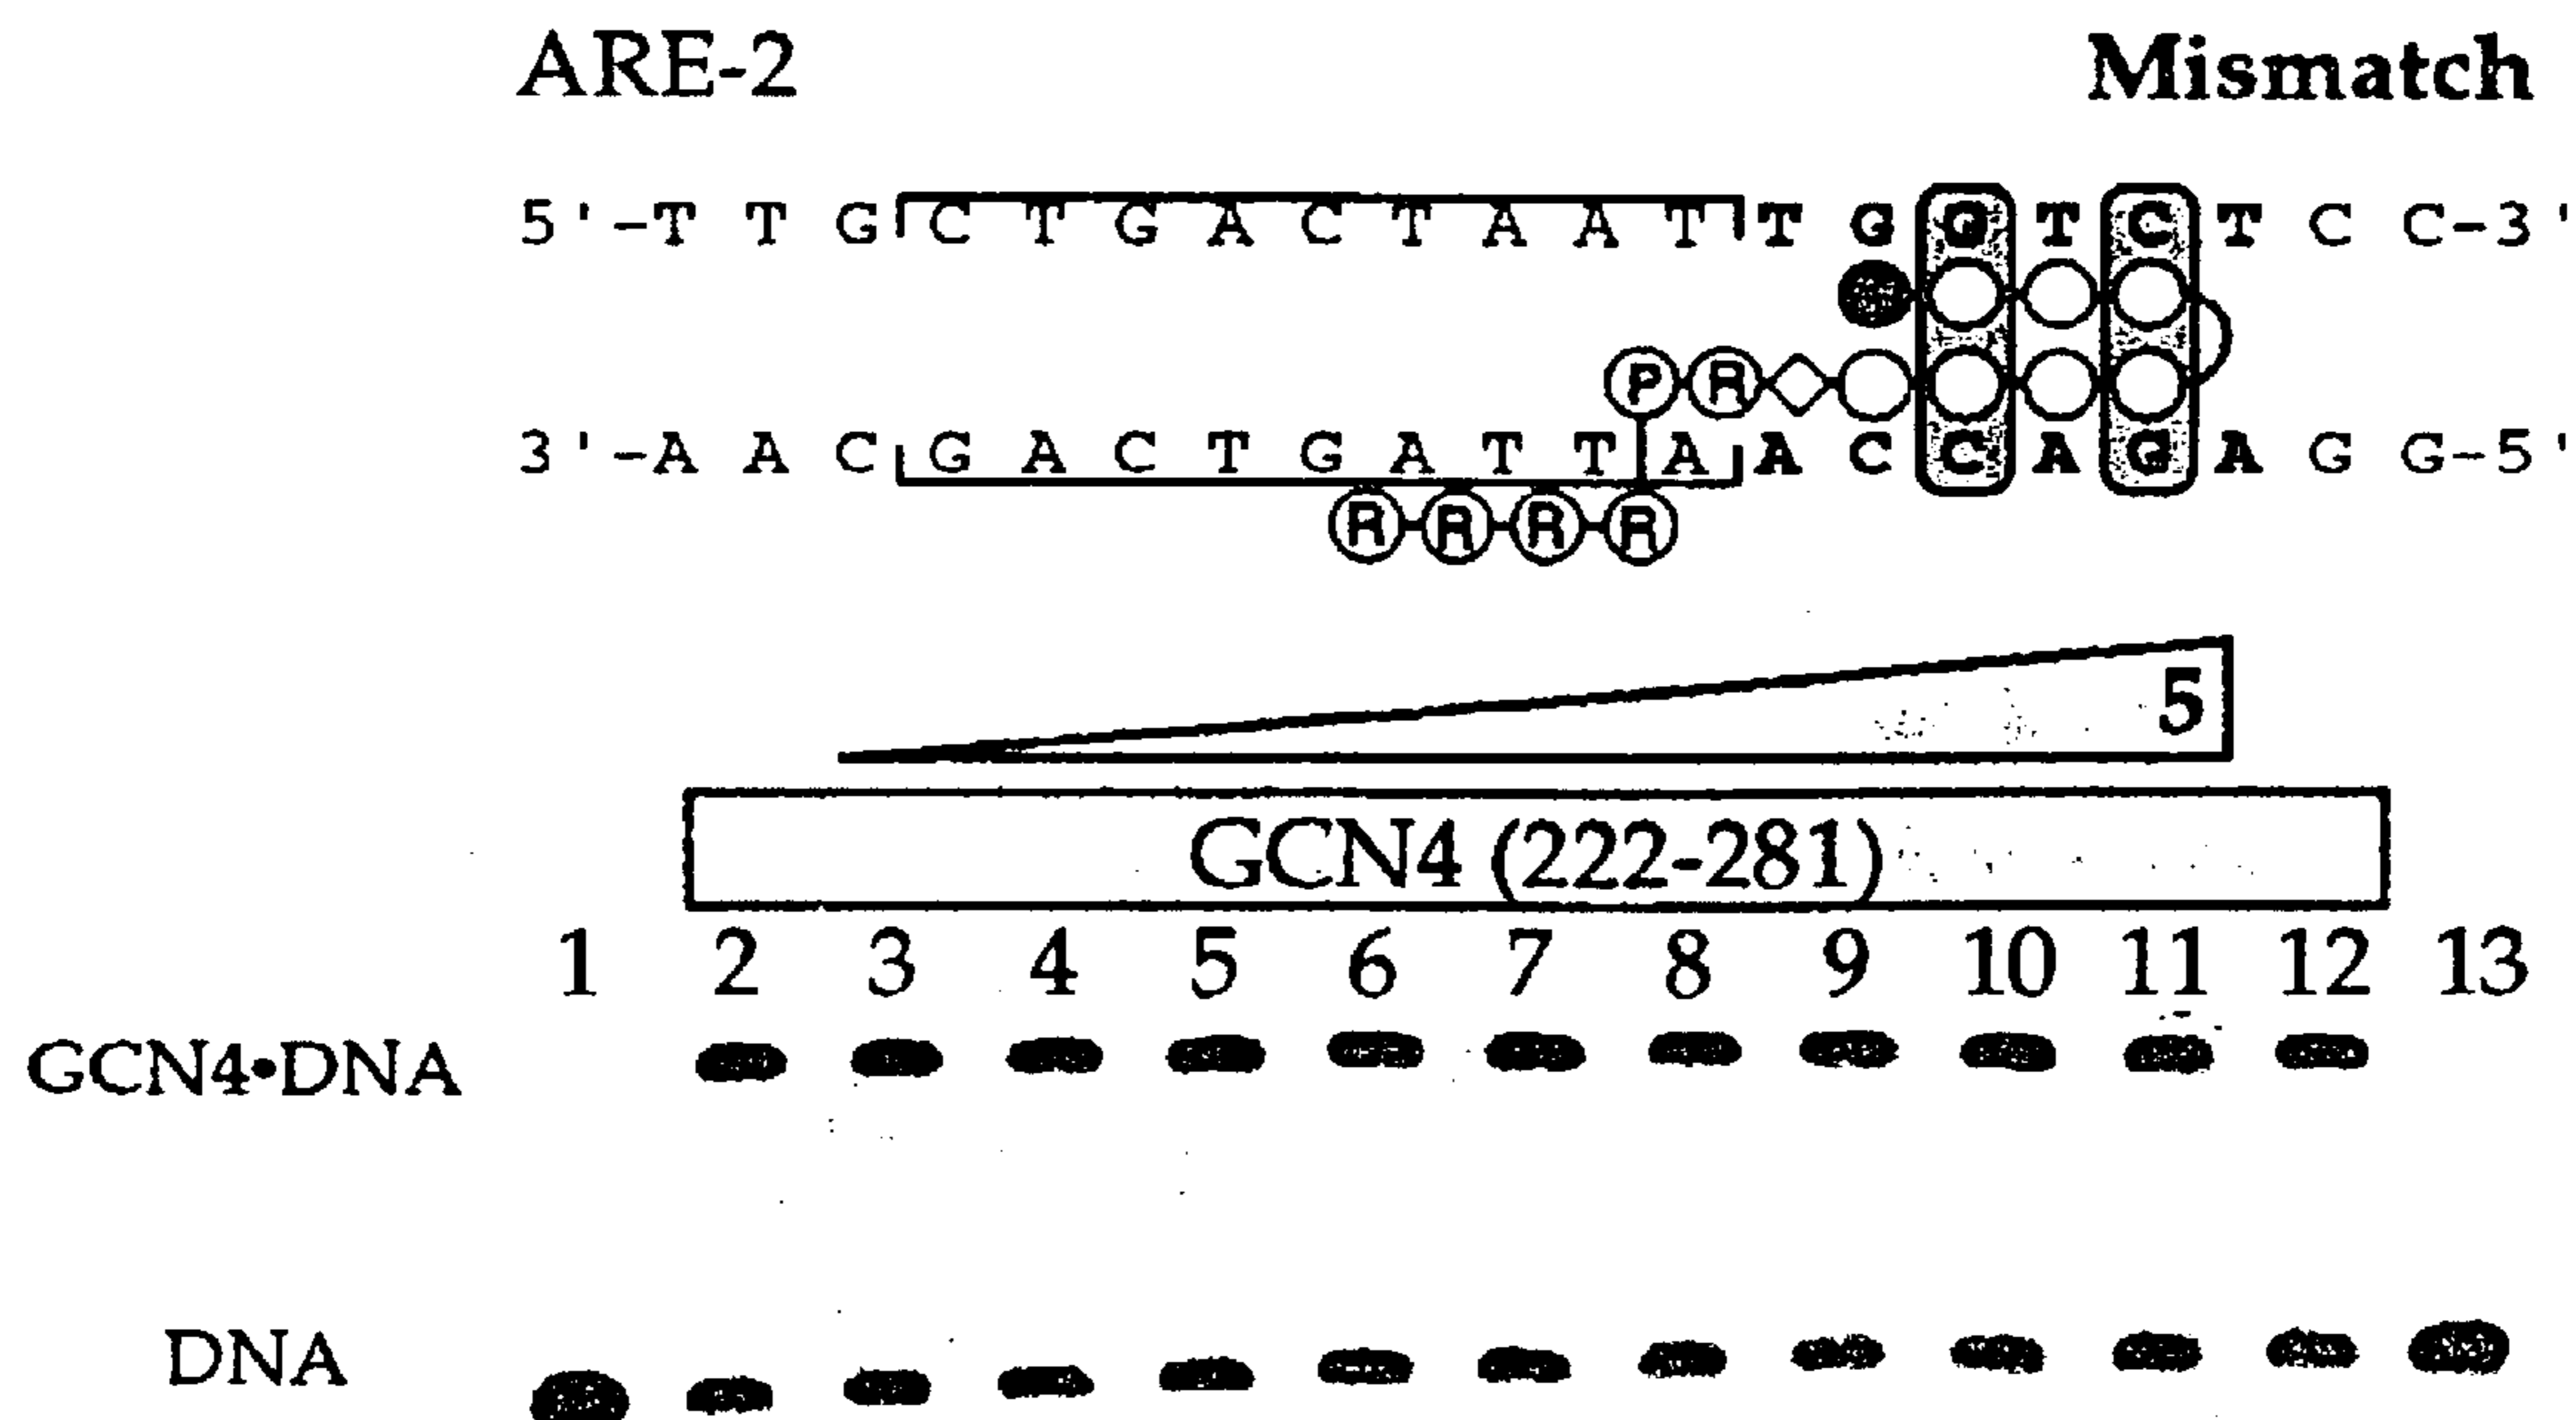 ARE-2 Mismatch
5'-T T G C T G A C T A A T T G G T C T C C-3'
P R
3'-A A C G A C T G A T T A A C C A G A G G-5'
R R R R
5
GCN4 (222-281)
1 2 3 4 5 6 7 8 9 10 11 12 13
GCN4•DNA
DNA